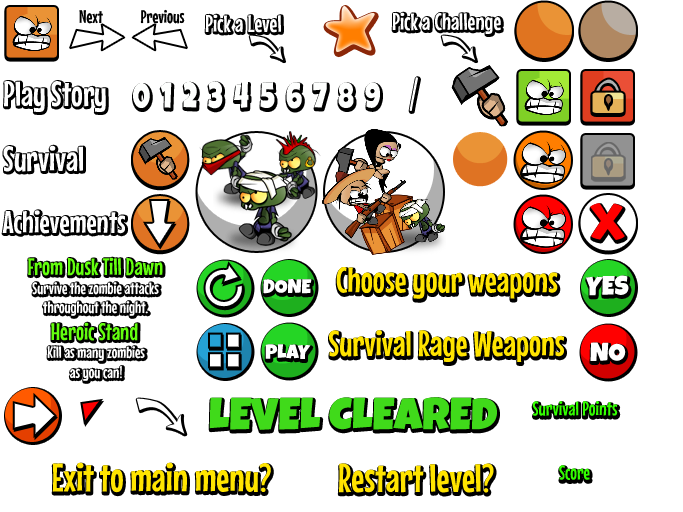 Next
Previous
Pick a Level
Pick a Challenge
Play Story
0 1 2 3 4 5 6 7 8 9 /
Survival
Achievements
From Dusk Till Dawn
Survive the zombie attacks
throughout the night.
DONE
Choose your weapons
YES
Heroic Stand
Kill as many zombies
as you can!
PLAY
Survival Rage Weapons
NO
LEVEL CLEARED
Survival Points
Exit to main menu?
Restart level?
Score